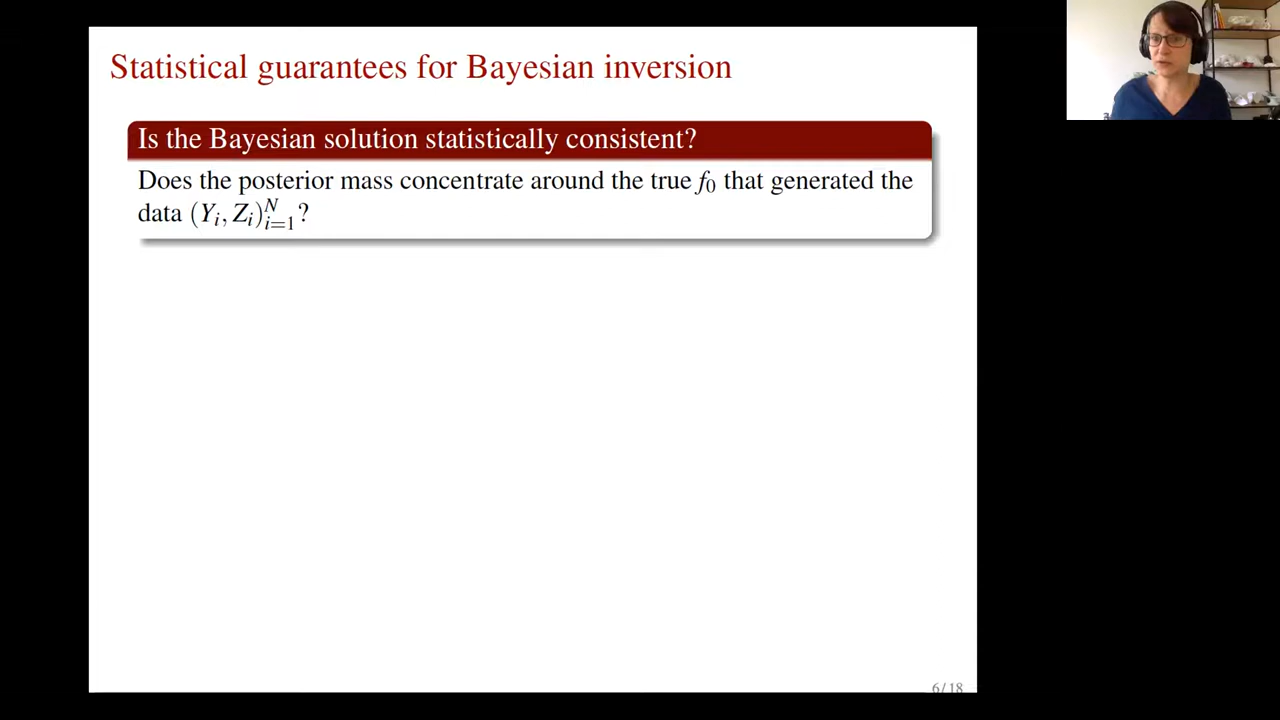 Statistical guarantees for Bayesian inversion
Is the Bayesian solution statistically consistent?
Does the posterior mass concentrate around the true f₀ that generated the
data (Yᵢ, Zᵢ)ᵢ₌₁ᴺ?
6/18